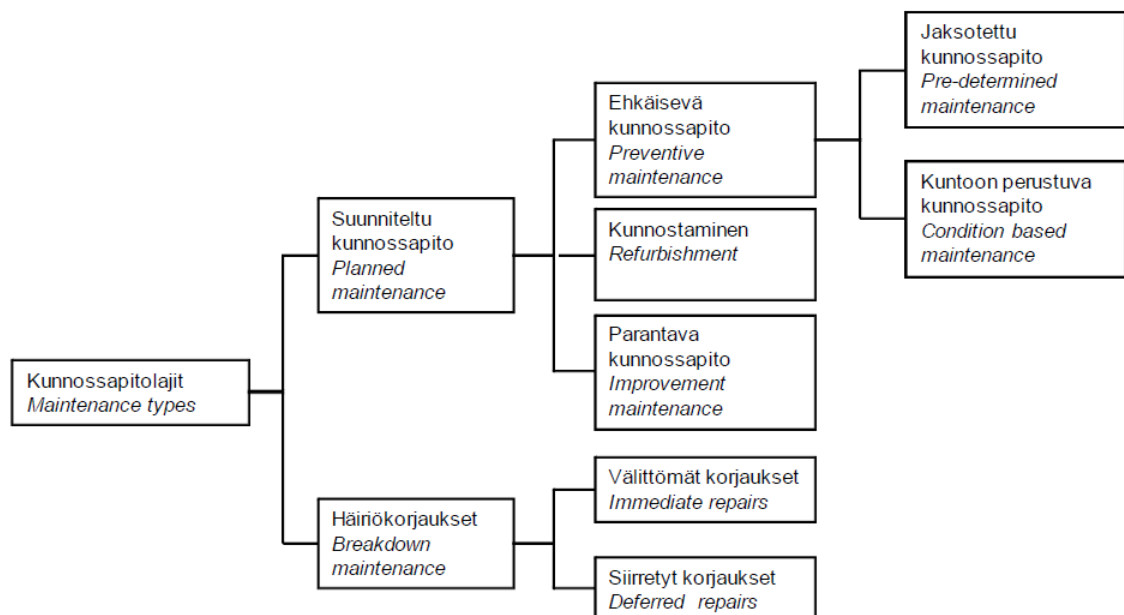 Kunnossapitolajit
Maintenance types
Suunniteltu
kunnossapito
Planned
maintenance
Häiriökorjaukset
Breakdown
maintenance
Ehkäisevä
kunnossapito
Preventive
maintenance
Kunnostaminen
Refurbishment
Parantava
kunnossapito
Improvement
maintenance
Välittömät korjaukset
Immediate repairs
Siirretyt korjaukset
Deferred repairs
Jaksotettu
kunnossapito
Pre-determined
maintenance
Kuntoon perustuva
kunnossapito
Condition based
maintenance